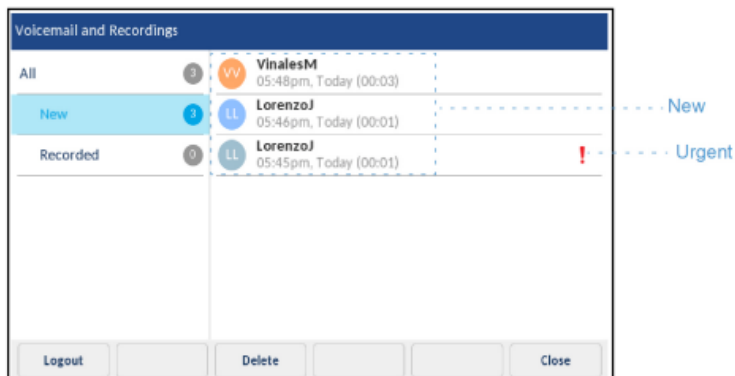 Voicemail and Recordings
All 3
New 3
Recorded 0
VV VinalesM
05:48pm, Today (00:03)
LL LorenzoJ
05:46pm, Today (00:01)
LL LorenzoJ
05:45pm, Today (00:01) !
New
Urgent
Logout Delete Close